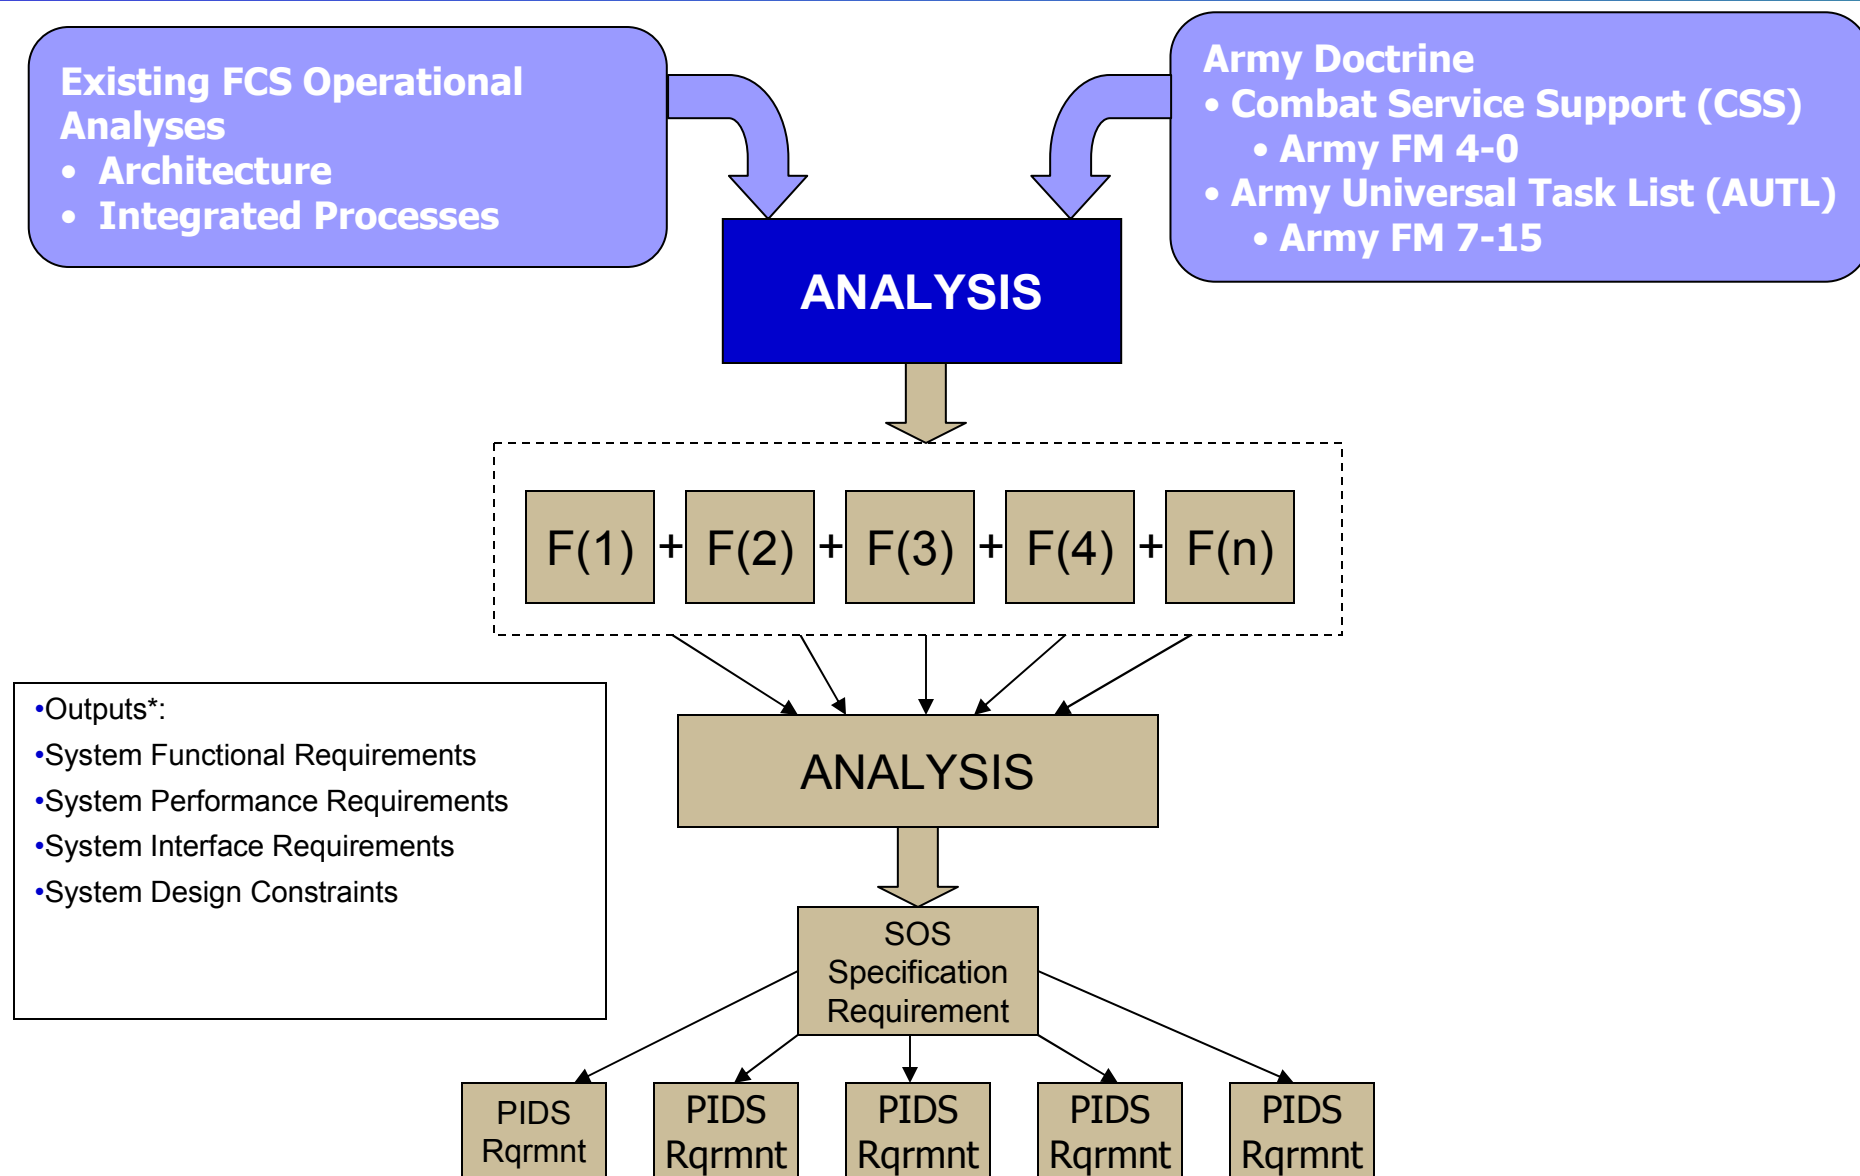 Existing FCS Operational
Analyses
• Architecture
• Integrated Processes
Army Doctrine
• Combat Service Support (CSS)
• Army FM 4-0
• Army Universal Task List (AUTL)
• Army FM 7-15
ANALYSIS
F(1) + F(2) + F(3) + F(4) + F(n)
•Outputs*:
•System Functional Requirements
•System Performance Requirements
•System Interface Requirements
•System Design Constraints
ANALYSIS
SOS
Specification
Requirement
PIDS
Rqrmnt
PIDS
Rqrmnt
PIDS
Rqrmnt
PIDS
Rqrmnt
PIDS
Rqrmnt